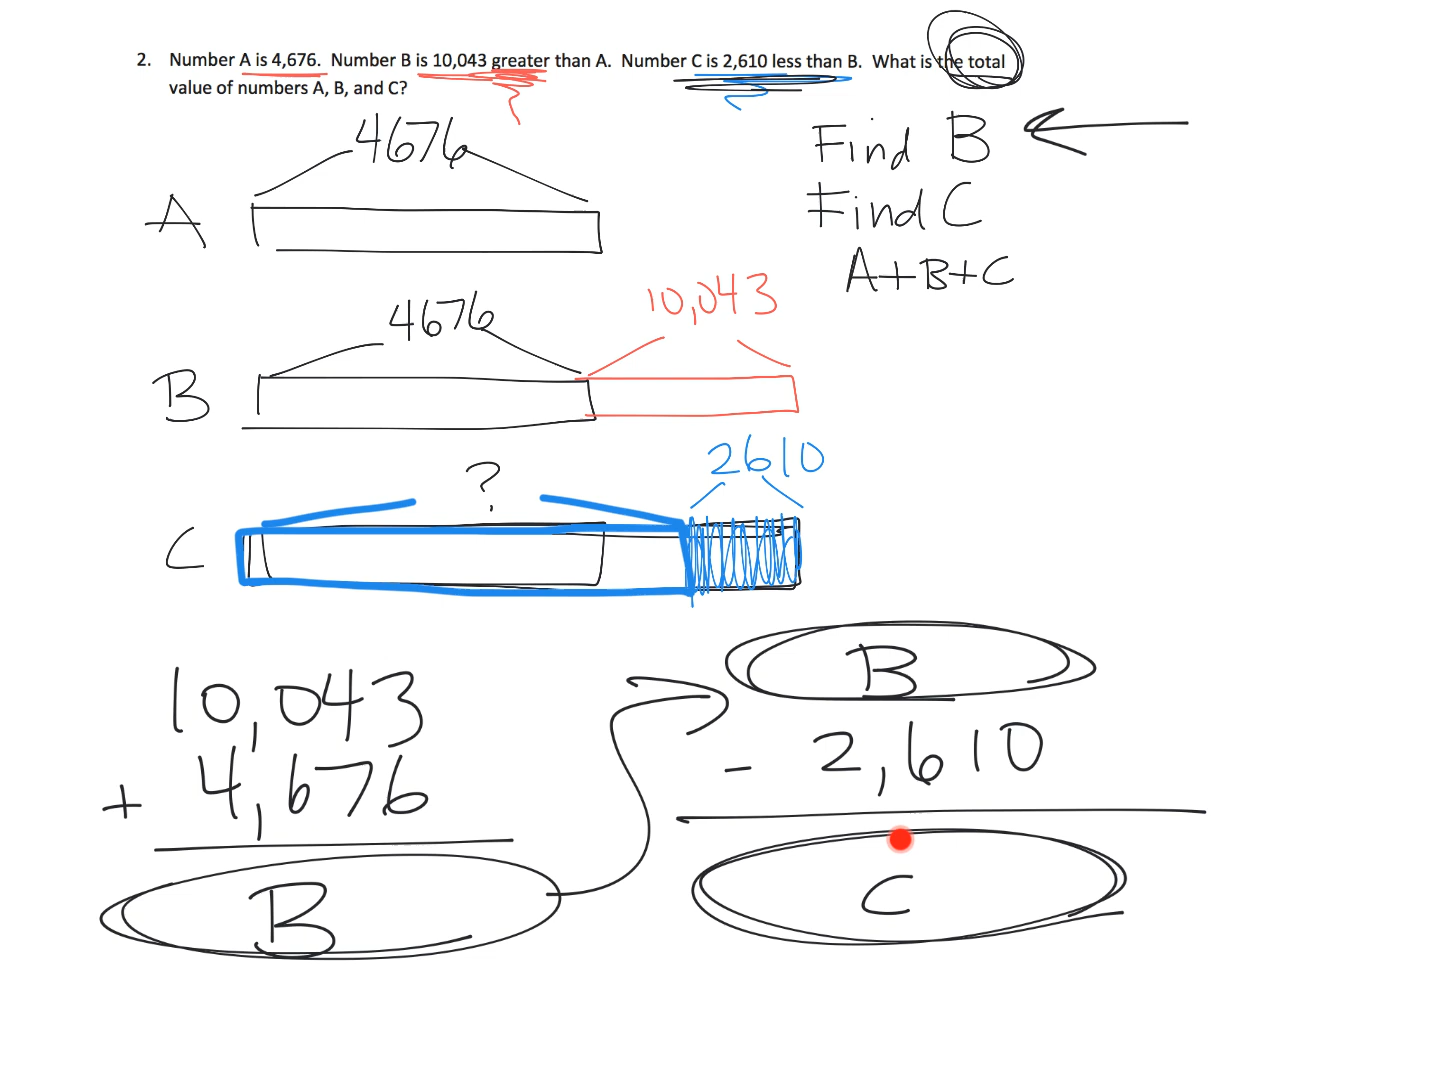 2. Number A is 4,676. Number B is 10,043 greater than A. Number C is 2,610 less than B. What is the total
value of numbers A, B, and C?
4676
Find B
A
Find C
A+B+C
4676
10,043
B
2610
?
C
10,043
B
+ 4,676
- 2,610
B
C